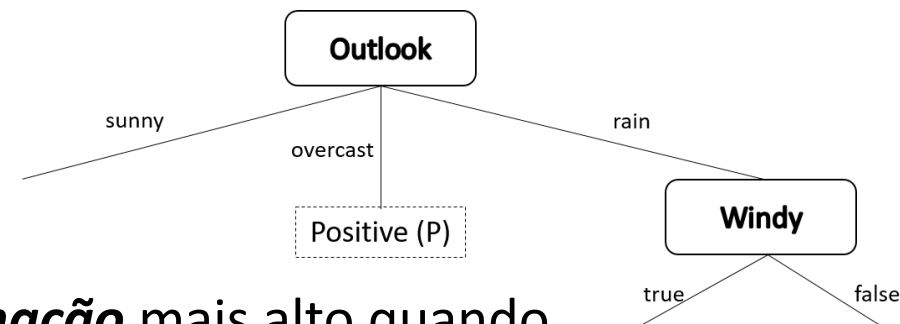 Outlook
sunny
rain
overcast
Positive (P)
Windy
true
false
mais alto quando